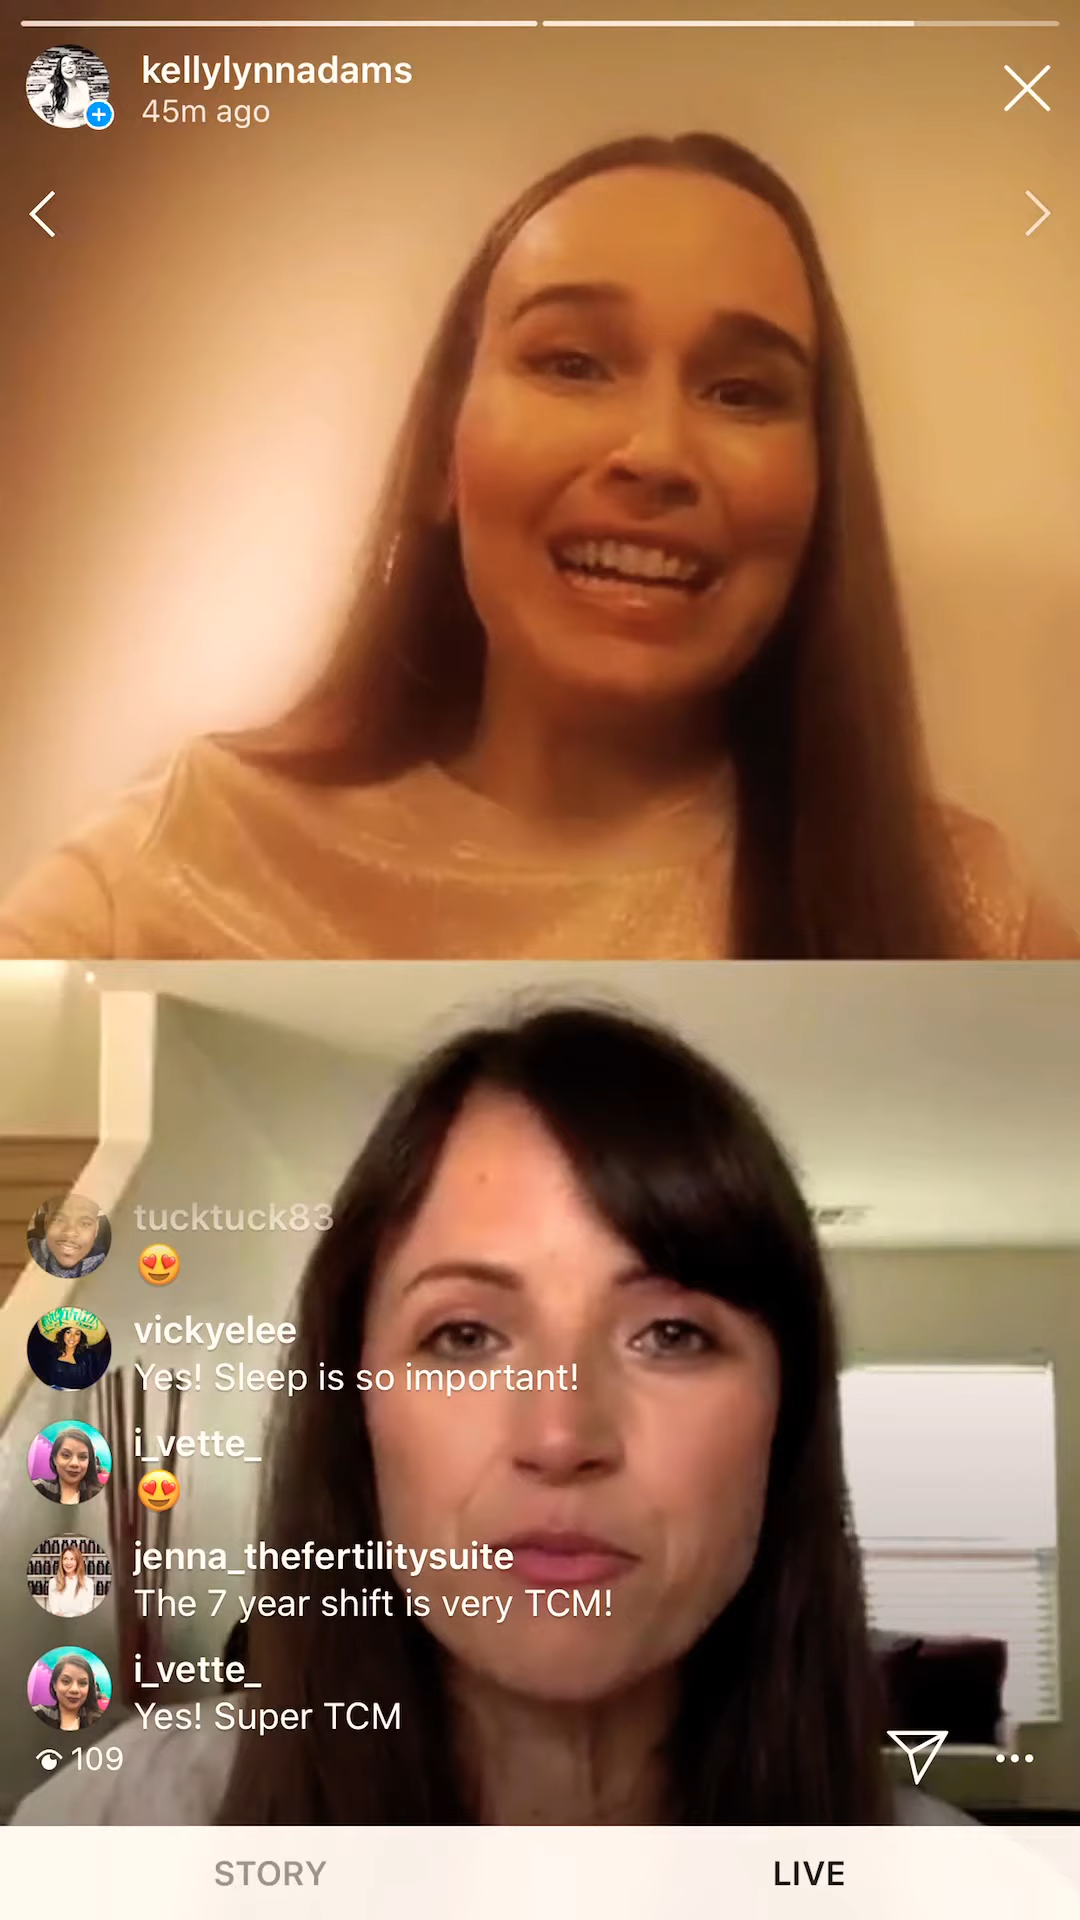 kellylynnadams
45m ago
tucktuck83
😍
vickyelee
Yes! Sleep is so important!
i_vette_
😍
jenna_thefertilitysuite
The 7 year shift is very TCM!
i_vette_
Yes! Super TCM
109
STORY
LIVE